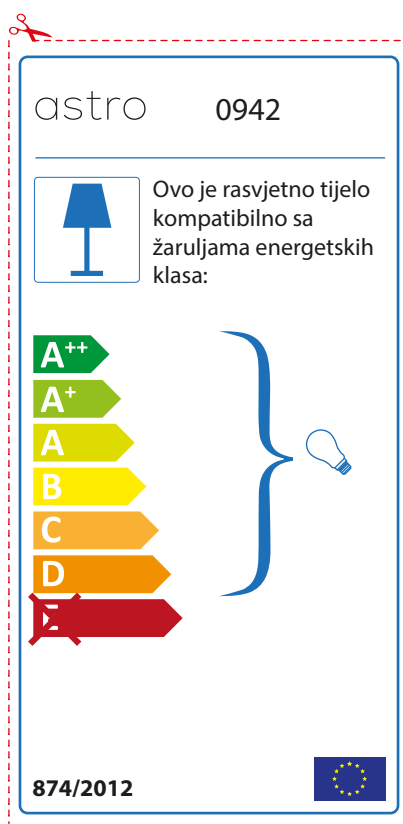 astro 0942
Ovo je rasvjetno tijelo
kompatibilno sa
žaruljama energetskih
klasa:
A++
A+
A
B
C
D
E
874/2012